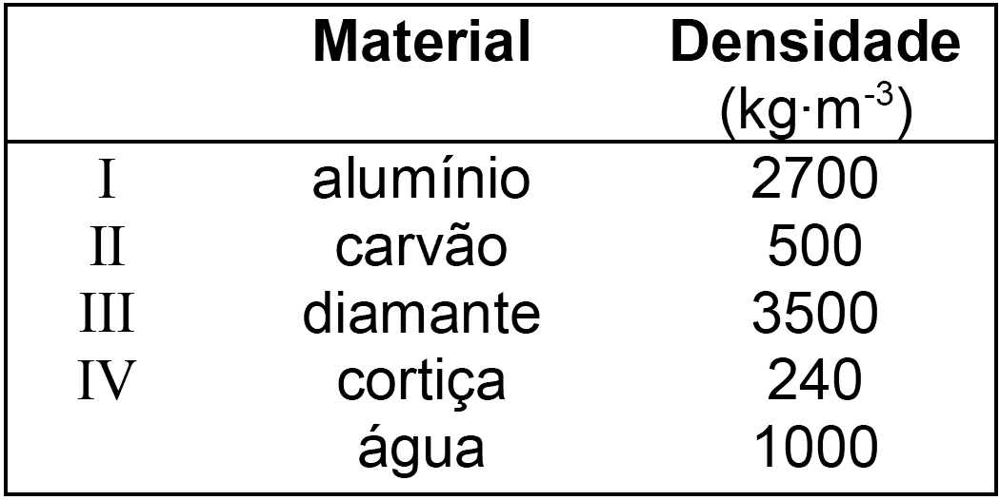 Material Densidade
(kg·m-3)
I alumínio 2700
II carvão 500
III diamante 3500
IV cortiça 240
água 1000